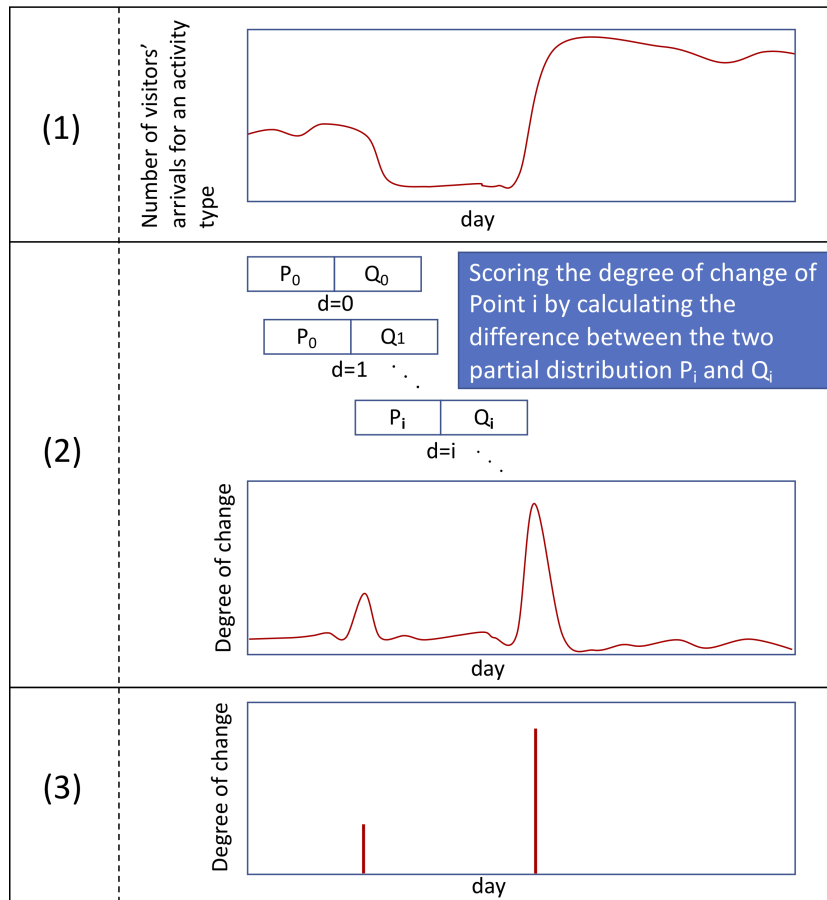 (1)
Number of visitors’
arrivals for an activity
type
day
(2)
P₀ Q₀
d=0
P₀ Q1
d=1
Pᵢ Qᵢ
d=i
Scoring the degree of change of
Point i by calculating the
difference between the two
partial distribution Pᵢ and Qᵢ
Degree of change
day
(3)
Degree of change
day